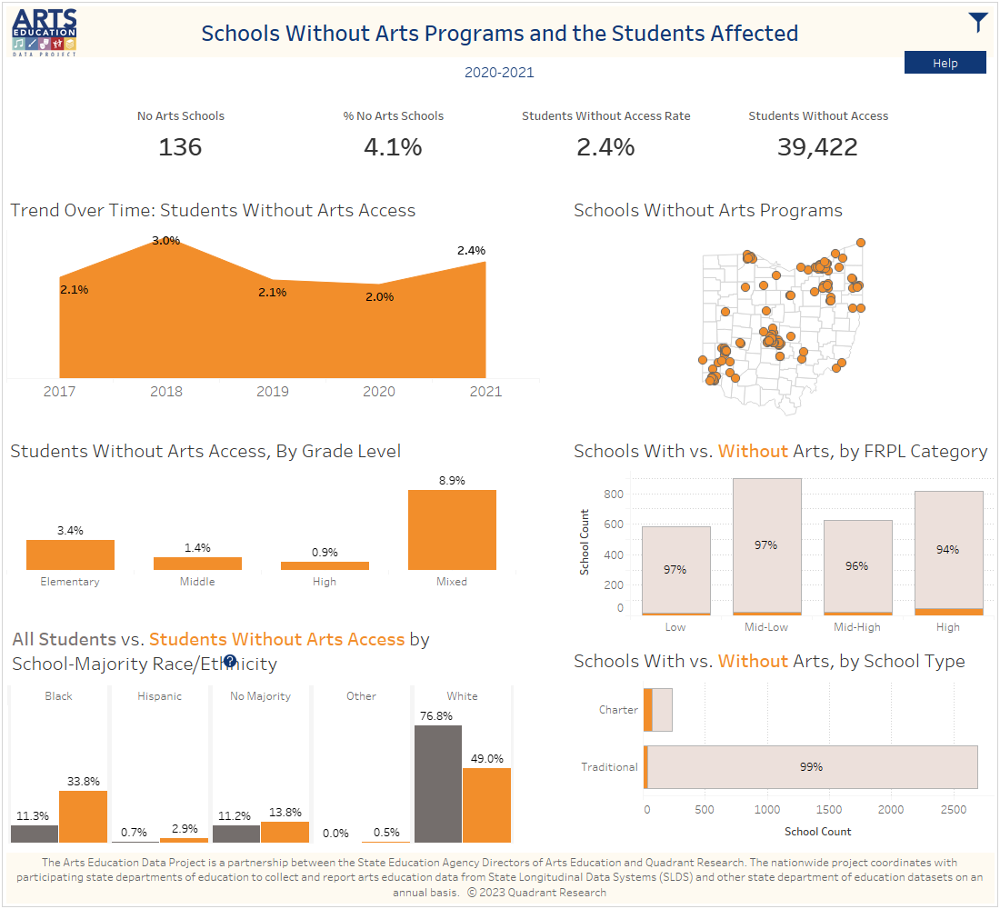 ARTS
EDUCATION
DATA PROJECT
Schools Without Arts Programs and the Students Affected
Help
2020-2021
No Arts Schools
% No Arts Schools
Students Without Access Rate
Students Without Access
136
4.1%
2.4%
39,422
Trend Over Time: Students Without Arts Access
3.0%
2.4%
2.1%
2.1%
2.0%
2017
2018
2019
2020
2021
Schools Without Arts Programs
Students Without Arts Access, By Grade Level
8.9%
3.4%
1.4%
0.9%
Elementary
Middle
High
Mixed
Schools With vs. Without Arts, by FRPL Category
School Count
800
600
400
200
0
97%
97%
96%
94%
Low
Mid-Low
Mid-High
High
All Students vs. Students Without Arts Access by
School-Majority Race/Ethnicity
?
Black
Hispanic
No Majority
Other
White
11.3%
33.8%
0.7%
2.9%
11.2%
13.8%
0.0%
0.5%
76.8%
49.0%
Schools With vs. Without Arts, by School Type
Charter
Traditional
99%
0
500
1000
1500
2000
2500
School Count
The Arts Education Data Project is a partnership between the State Education Agency Directors of Arts Education and Quadrant Research. The nationwide project coordinates with
participating state departments of education to collect and report arts education data from State Longitudinal Data Systems (SLDS) and other state department of education datasets on an
annual basis. © 2023 Quadrant Research